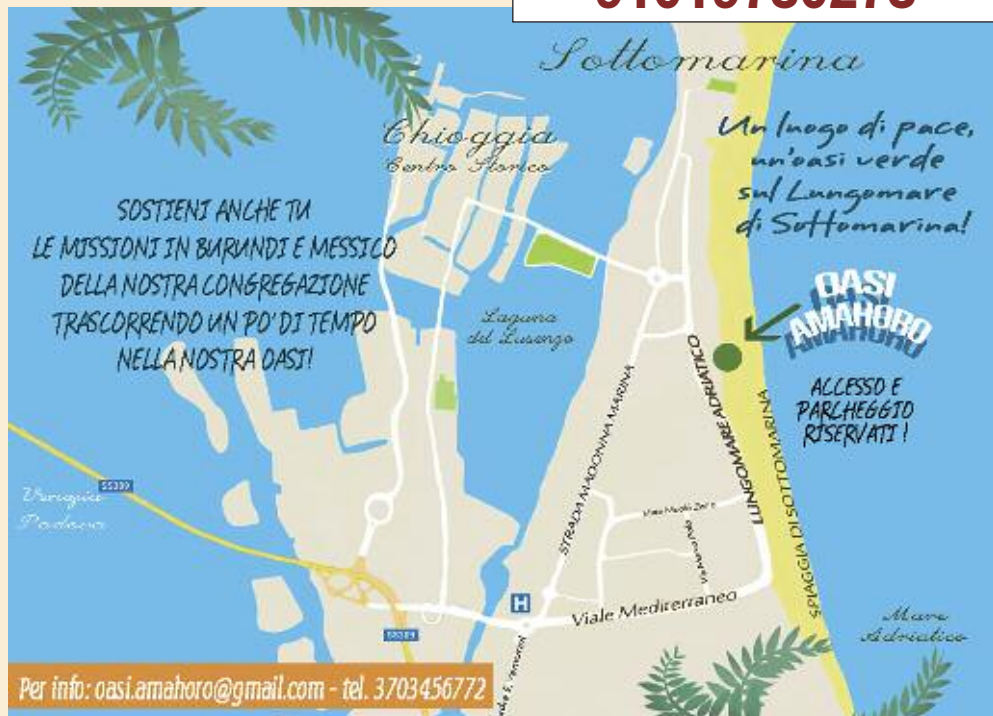 Sottomarina
Chioggia
Centro Storico
Un luogo di pace,
un'oasi verde
sul Lungomare
di Sottomarina!
SOSTIENI ANCHE TU
LE MISSIONI IN BURUNDI E MESSICO
DELLA NOSTRA CONGREGAZIONE
TRASCORRENDO UN PO' DI TEMPO
NELLA NOSTRA OASI!
Laguna
del Lusenzo
OASI
AMAHORO
ACCESSO E
PARCHEGGIO
RISERVATI !
STRADA MADONNA MARINA
LUNGOMARE ADRIATICO
SPIAGGIA DI SOTTOMARINA
Venezia
Padova
SS309
Viale Mediterraneo
H
SS309
Mare
Adriatico
Per info: oasi.amahoro@gmail.com - tel. 3703456772